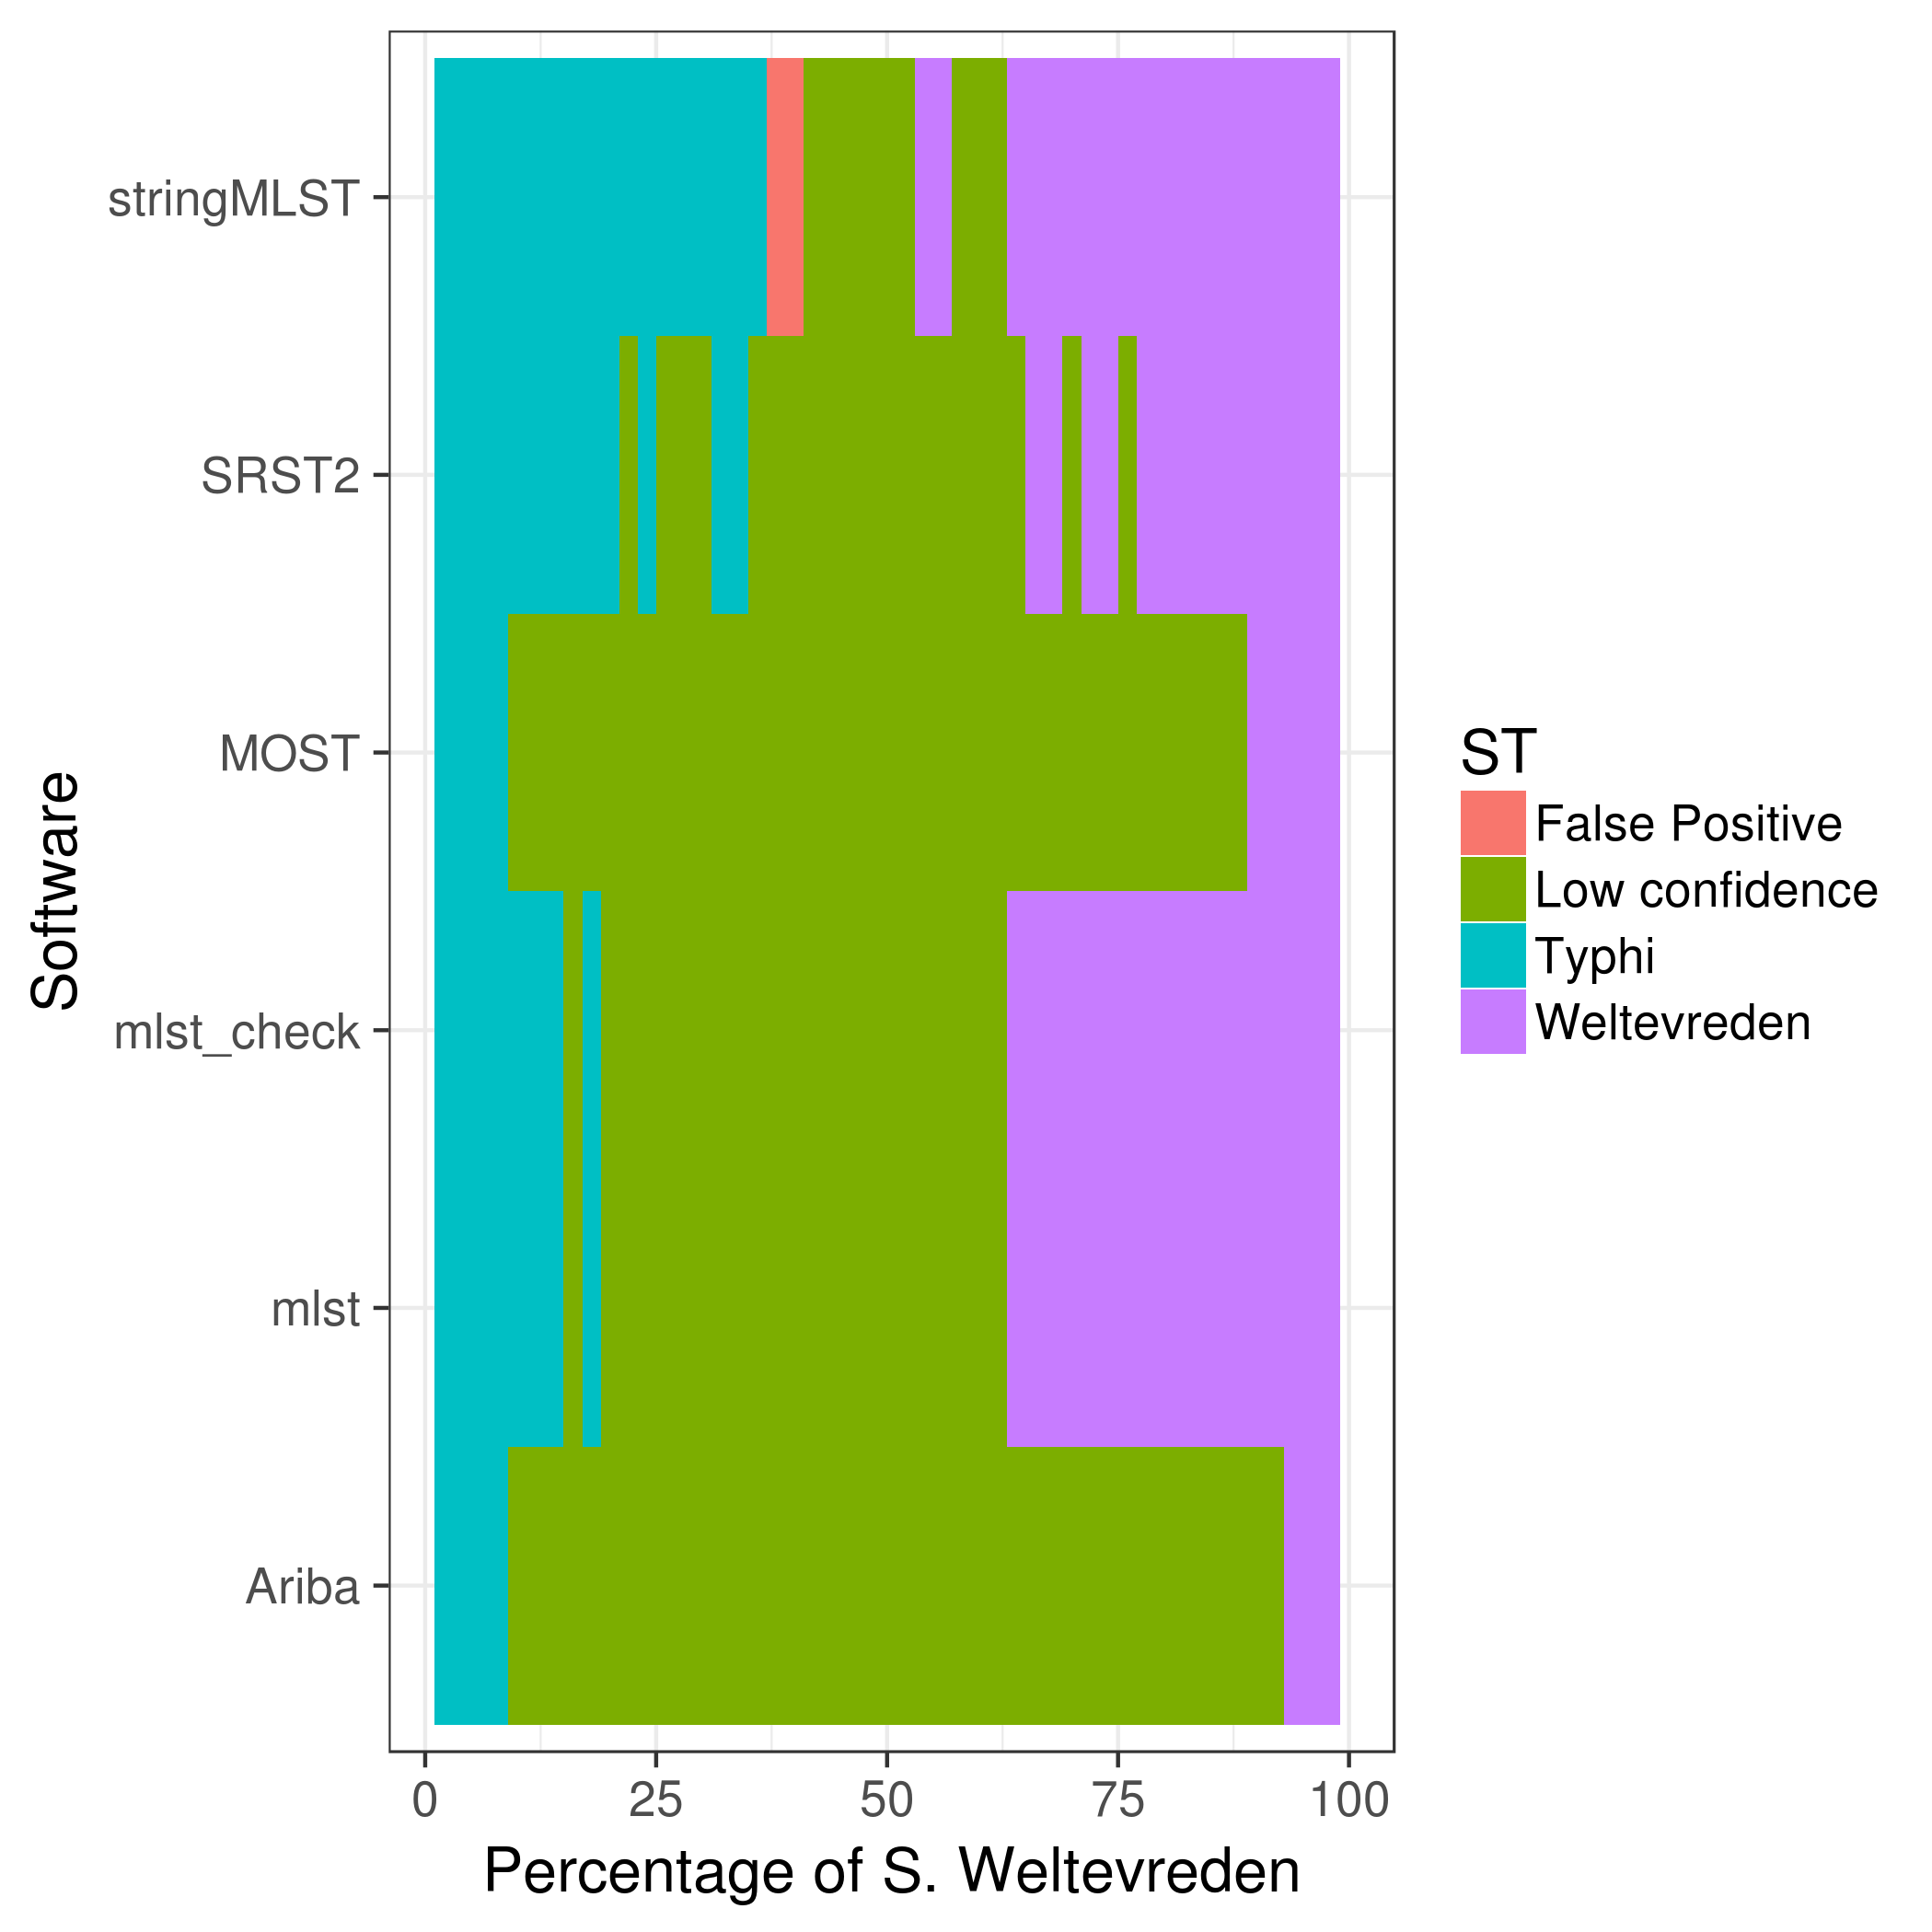 stringMLST
SRST2
MOST
mlst_check
mlst
Ariba
Software
0 25 50 75 100
Percentage of S. Weltevreden
ST
False Positive
Low confidence
Typhi
Weltevreden